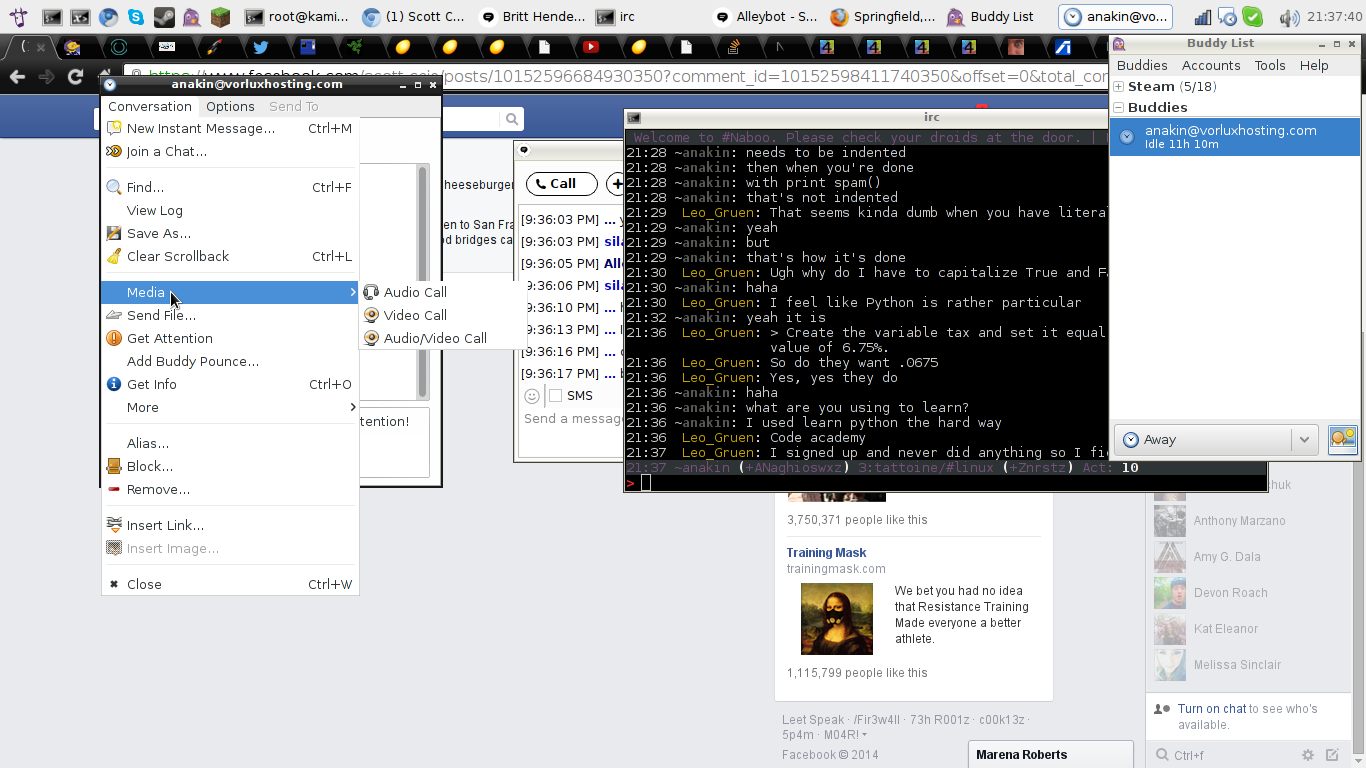 root@kami...
(1) Scott C...
Britt Hende...
irc
Alleybot - S...
Springfield,...
Buddy List
anakin@vo...
21:37:40
https://www.facebook.com/scott.scis/posts/10152596684930350?comment_id=10152598411740350&offset=0&total_com
anakin@vorluxhosting.com
Conversation Options Send To
New Instant Message... Ctrl+M
Join a Chat...
Find... Ctrl+F
View Log
Save As...
Clear Scrollback Ctrl+L
Media
Send File...
Get Attention
Add Buddy Pounce...
Get Info Ctrl+O
More
Alias...
Block...
Remove...
Insert Link...
Insert Image...
Close Ctrl+W
Audio Call
Video Call
Audio/Video Call
tention!
heeseburger
en to San Fra
d bridges ca
Call
[9:36:03 PM] ...
[9:36:03 PM] sil
[9:36:05 PM] All
[9:36:06 PM] sil
[9:36:10 PM] ...
[9:36:13 PM] ...
[9:36:16 PM] ...
[9:36:17 PM] ...
SMS
Send a messag
irc
Welcome to #Naboo. Please check your droids at the door. |
21:28 ~anakin: needs to be indented
21:28 ~anakin: then when you're done
21:28 ~anakin: with print spam()
21:28 ~anakin: that's not indented
21:29 Leo_Gruen: That seems kinda dumb when you have litera
21:29 ~anakin: yeah
21:29 ~anakin: but
21:29 ~anakin: that's how it's done
21:30 Leo_Gruen: Ugh why do I have to capitalize True and F
21:30 ~anakin: haha
21:30 Leo_Gruen: I feel like Python is rather particular
21:32 ~anakin: yeah it is
21:36 Leo_Gruen: > Create the variable tax and set it equal
value of 6.75%.
21:36 Leo_Gruen: So do they want .0675
21:36 Leo_Gruen: Yes, yes they do
21:36 ~anakin: haha
21:36 ~anakin: what are you using to learn?
21:36 ~anakin: I used learn python the hard way
21:36 Leo_Gruen: Code academy
21:37 Leo_Gruen: I signed up and never did anything so I fi
21:37 ~anakin (+ANaghioswxz) 3:tattoine/#linux (+Znrstz) Act: 10
>
Buddy List
Buddies Accounts Tools Help
Steam (5/18)
Buddies
anakin@vorluxhosting.com
Idle 11h 10m
Away
3,750,371 people like this
Training Mask
trainingmask.com
We bet you had no idea
that Resistance Training
Made everyone a better
athlete.
1,115,799 people like this
Leet Speak · /Fir3w4ll · 73h R001z · c00k13z ·
5p4m · M04R!
Facebook © 2014
Marena Roberts
chuk
Anthony Marzano
Amy G. Dala
Devon Roach
Kat Eleanor
Melissa Sinclair
Turn on chat to see who's
available.
Ctrl+f